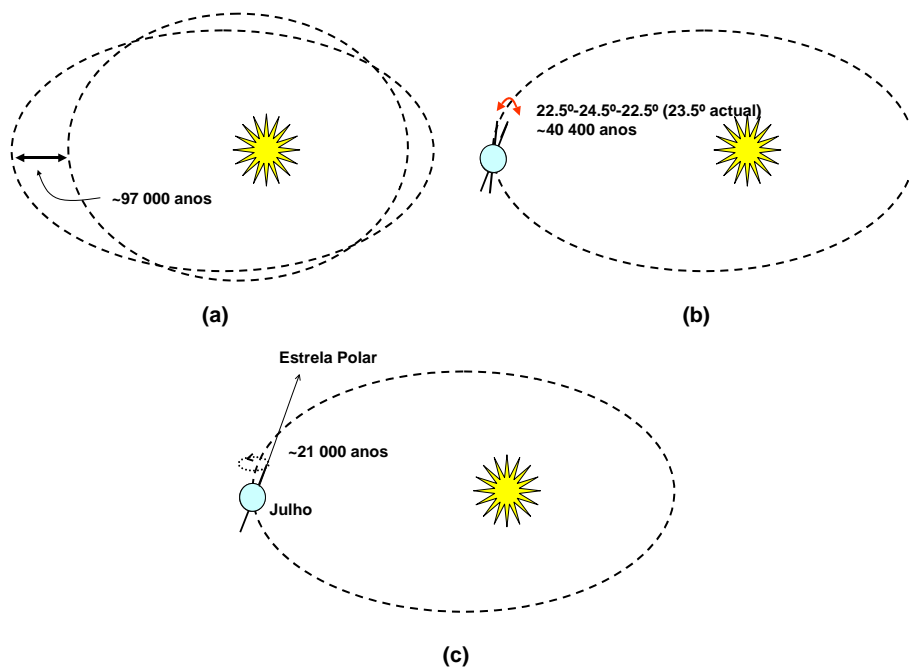 ~97 000 anos
(a)
22.5º-24.5º-22.5º (23.5º actual)
~40 400 anos
(b)
Estrela Polar
~21 000 anos
Julho
(c)